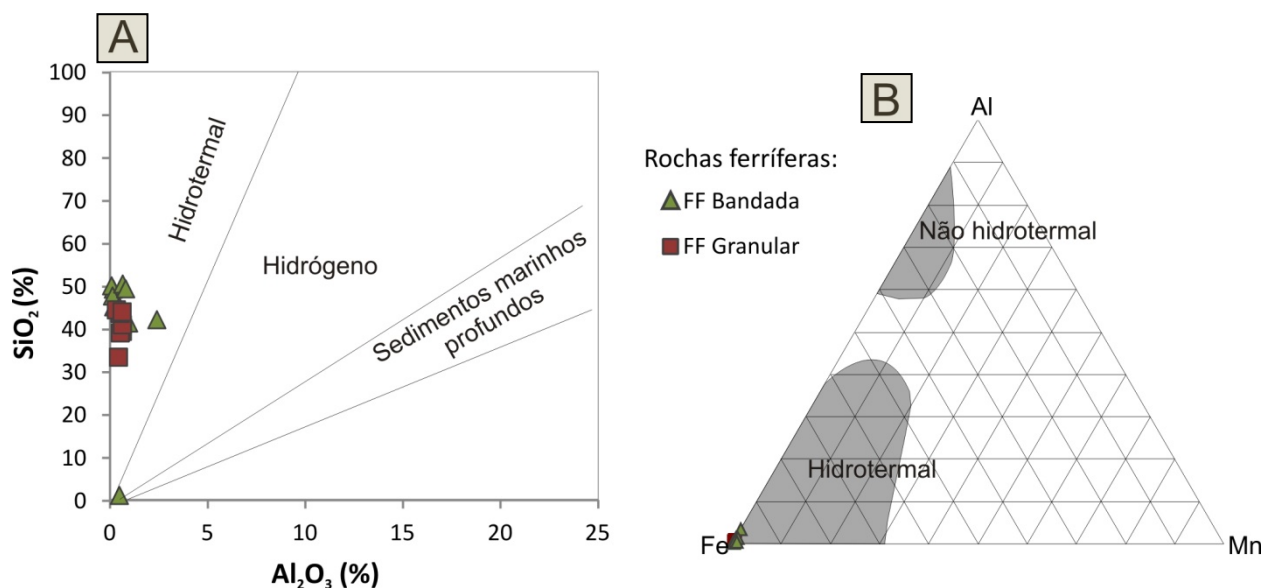 A
100
90
80
70
60
50
40
30
20
10
0
SiO₂ (%)
0 5 10 15 20 25
Al₂O₃ (%)
Hidrotermal
Hidrógeno
Sedimentos marinhos
profundos
B
Rochas ferríferas:
FF Bandada
FF Granular
Al
Não hidrotermal
Hidrotermal
Fe
Mn